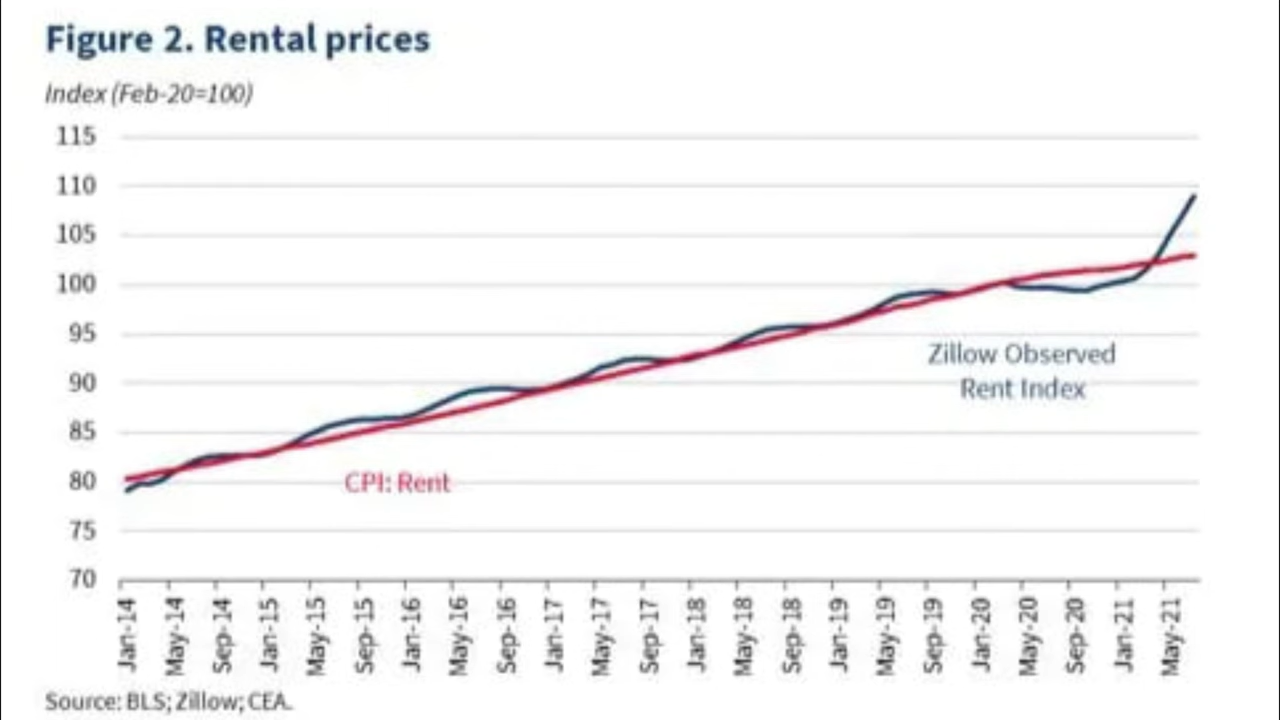 Figure 2. Rental prices
Index (Feb-20=100)
115
110
105
100
95
90
85
80
75
70
Zillow Observed
Rent Index
CPI: Rent
Jan-14
May-14
Sep-14
Jan-15
May-15
Sep-15
Jan-16
May-16
Sep-16
Jan-17
May-17
Sep-17
Jan-18
May-18
Sep-18
Jan-19
May-19
Sep-19
Jan-20
May-20
Sep-20
Jan-21
May-21
Source: BLS; Zillow; CEA.